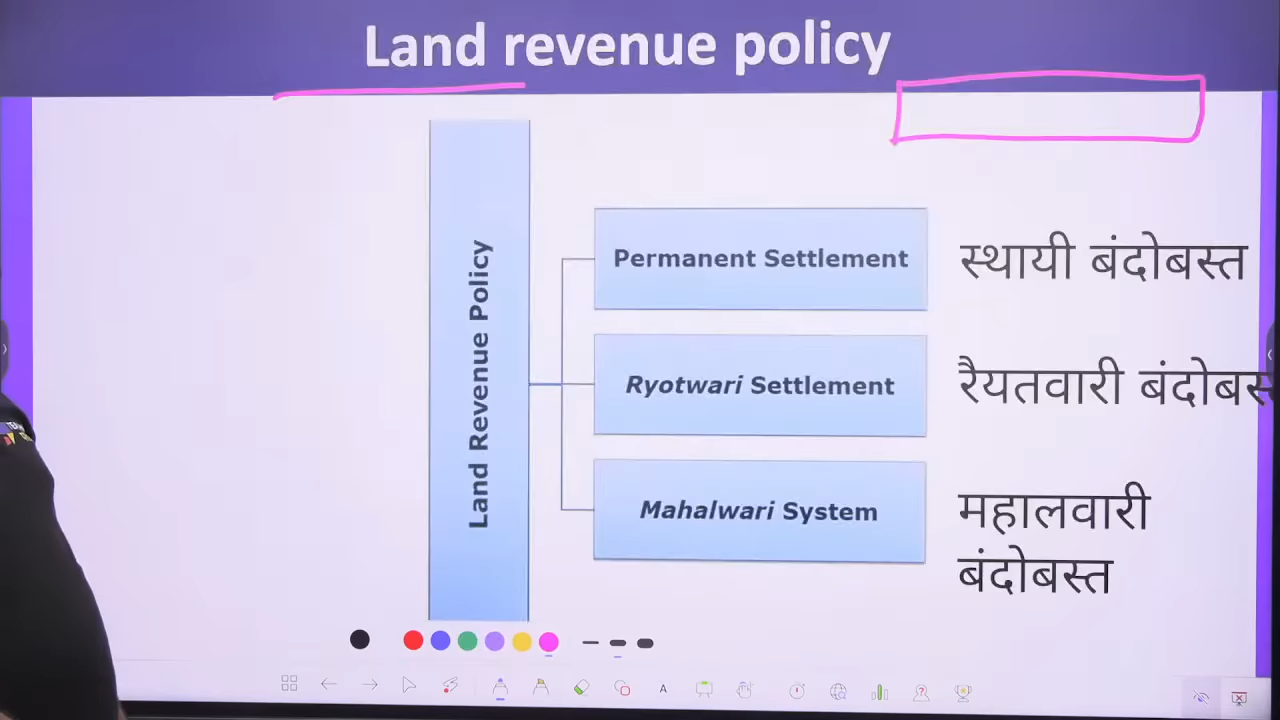 Land revenue policy
Land Revenue Policy
Permanent Settlement
स्थायी बंदोबस्त
Ryotwari Settlement
रैयतवारी
Mahalwari System
महालवारी
बंदोबस्त
A